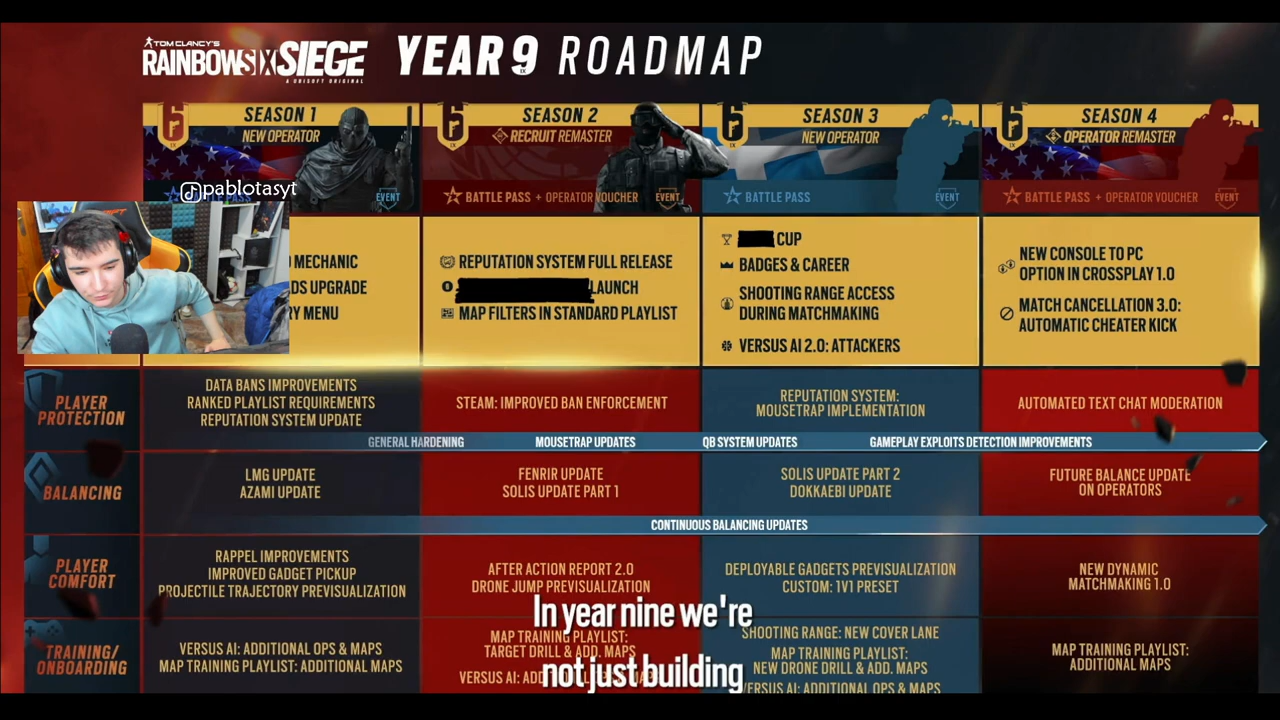 TOM CLANCY'S
RAINBOWSIX SIEGE
A UBISOFT ORIGINAL
YEAR 9 ROADMAP
SEASON 1
NEW OPERATOR
EVENT
pablotasyt
SEASON 2
RECRUIT REMASTER
BATTLE PASS + OPERATOR VOUCHER
EVENT
SEASON 3
NEW OPERATOR
BATTLE PASS
EVENT
SEASON 4
OPERATOR REMASTER
BATTLE PASS + OPERATOR VOUCHER
EVENT
MECHANIC
DS UPGRADE
Y MENU
REPUTATION SYSTEM FULL RELEASE
LAUNCH
MAP FILTERS IN STANDARD PLAYLIST
CUP
BADGES & CAREER
SHOOTING RANGE ACCESS
DURING MATCHMAKING
VERSUS AI 2.0: ATTACKERS
NEW CONSOLE TO PC
OPTION IN CROSSPLAY 1.0
MATCH CANCELLATION 3.0:
AUTOMATIC CHEATER KICK
PLAYER
PROTECTION
DATA BANS IMPROVEMENTS
RANKED PLAYLIST REQUIREMENTS
REPUTATION SYSTEM UPDATE
STEAM: IMPROVED BAN ENFORCEMENT
REPUTATION SYSTEM:
MOUSETRAP IMPLEMENTATION
AUTOMATED TEXT CHAT MODERATION
GENERAL HARDENING MOUSETRAP UPDATES QB SYSTEM UPDATES GAMEPLAY EXPLOITS DETECTION IMPROVEMENTS
BALANCING
LMG UPDATE
AZAMI UPDATE
FENRIR UPDATE
SOLIS UPDATE PART 1
SOLIS UPDATE PART 2
DOKKAEBI UPDATE
FUTURE BALANCE UPDATE
ON OPERATORS
CONTINUOUS BALANCING UPDATES
PLAYER
COMFORT
RAPPEL IMPROVEMENTS
IMPROVED GADGET PICKUP
PROJECTILE TRAJECTORY PREVISUALIZATION
AFTER ACTION REPORT 2.0
DRONE JUMP PREVISUALIZATION
DEPLOYABLE GADGETS PREVISUALIZATION
CUSTOM: 1V1 PRESET
NEW DYNAMIC
MATCHMAKING 1.0
TRAINING/
ONBOARDING
VERSUS AI: ADDITIONAL OPS & MAPS
MAP TRAINING PLAYLIST: ADDITIONAL MAPS
MAP TRAINING PLAYLIST:
TARGET DRILL & ADD. MAPS
VERSUS AI: ADD
SHOOTING RANGE: NEW COVER LANE
MAP TRAINING PLAYLIST:
NEW DRONE DRILL & ADD. MAPS
VERSUS AI: ADDITIONAL OPS & MAPS
MAP TRAINING PLAYLIST:
ADDITIONAL MAPS
In year nine we're
not just building